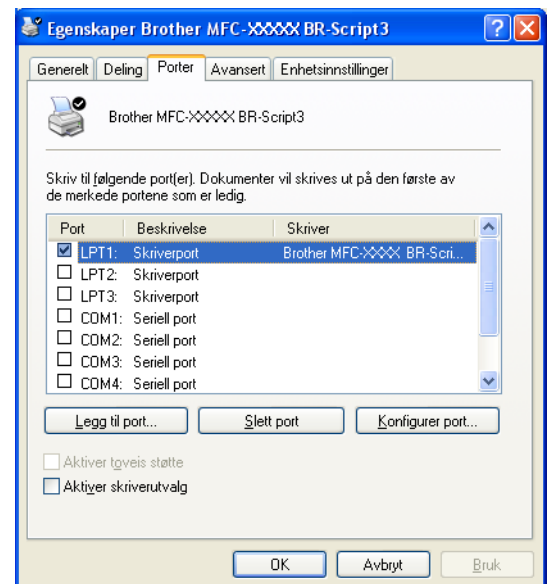 Egenskaper Brother MFC-XXXX BR-Script3
Generelt Deling Porter Avansert Enhetsinnstillinger
Brother MFC-XXXX BR-Script3
Skriv til følgende port(er). Dokumenter vil skrives ut på den første av
de merkede portene som er ledig.
Port Beskrivelse Skriver
LPT1: Skriverport Brother MFC-XXXX BR-Scri...
LPT2: Skriverport
LPT3: Skriverport
COM1: Seriell port
COM2: Seriell port
COM3: Seriell port
COM4: Seriell port
Legg til port... Slett port Konfigurer port...
Aktiver toveis støtte
Aktiver skriverutvalg
OK Avbryt Bruk